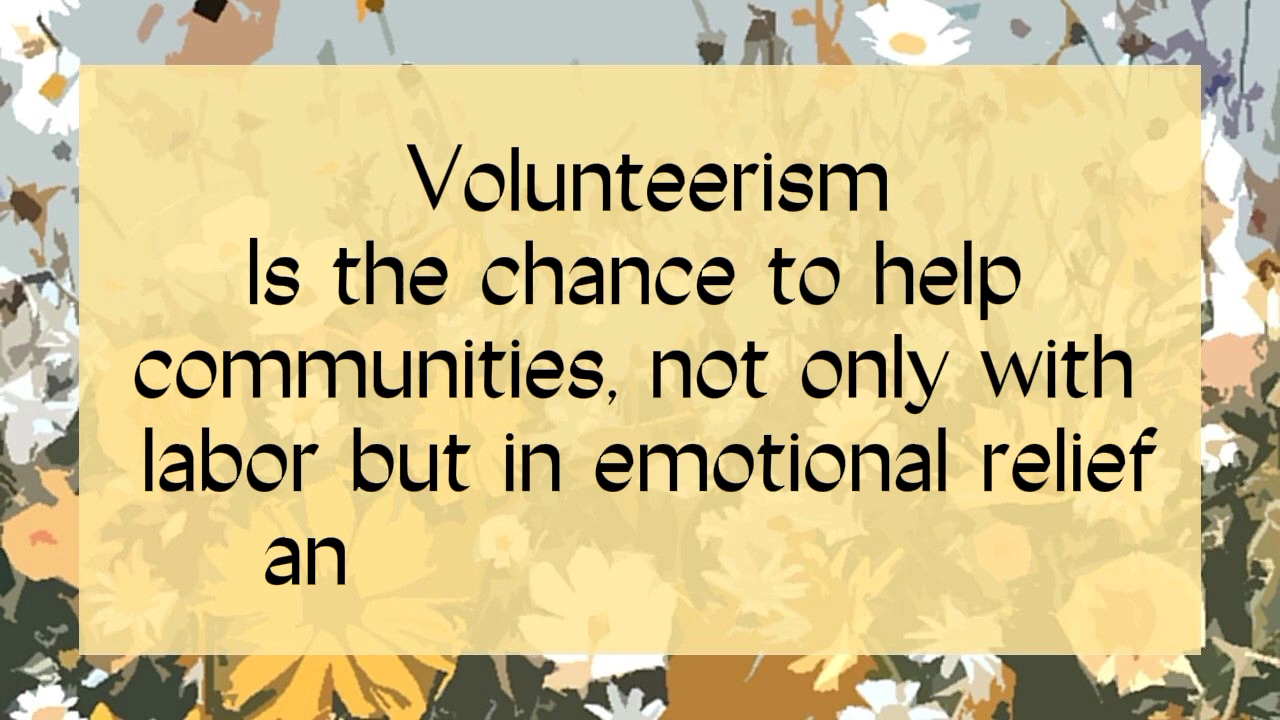 Volunteerism
Is the chance to help
communities, not only with
labor but in emotional relief
an